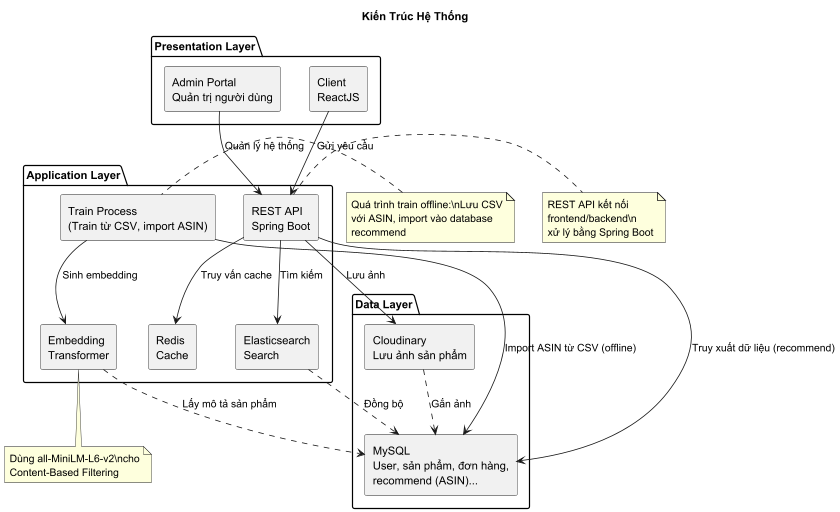 Kiến Trúc Hệ Thống
Presentation Layer
Admin Portal
Quản trị người dùng
Client
ReactJS
Quản lý hệ thống
Gửi yêu cầu
Application Layer
Train Process
(Train từ CSV, import ASIN)
REST API
Spring Boot
Quá trình train offline:\nLưu CSV
với ASIN, import vào database
recommend
REST API kết nối
frontend/backend\n
xử lý bằng Spring Boot
Sinh embedding
Truy vấn cache
Tìm kiếm
Lưu ảnh
Data Layer
Embedding
Transformer
Redis
Cache
Elasticsearch
Search
Cloudinary
Lưu ảnh sản phẩm
Import ASIN từ CSV (offline)
Truy xuất dữ liệu (recommend)
Lấy mô tả sản phẩm
Đồng bộ
Gắn ảnh
Dùng all-MiniLM-L6-v2\ncho
Content-Based Filtering
MySQL
User, sản phẩm, đơn hàng,
recommend (ASIN)...